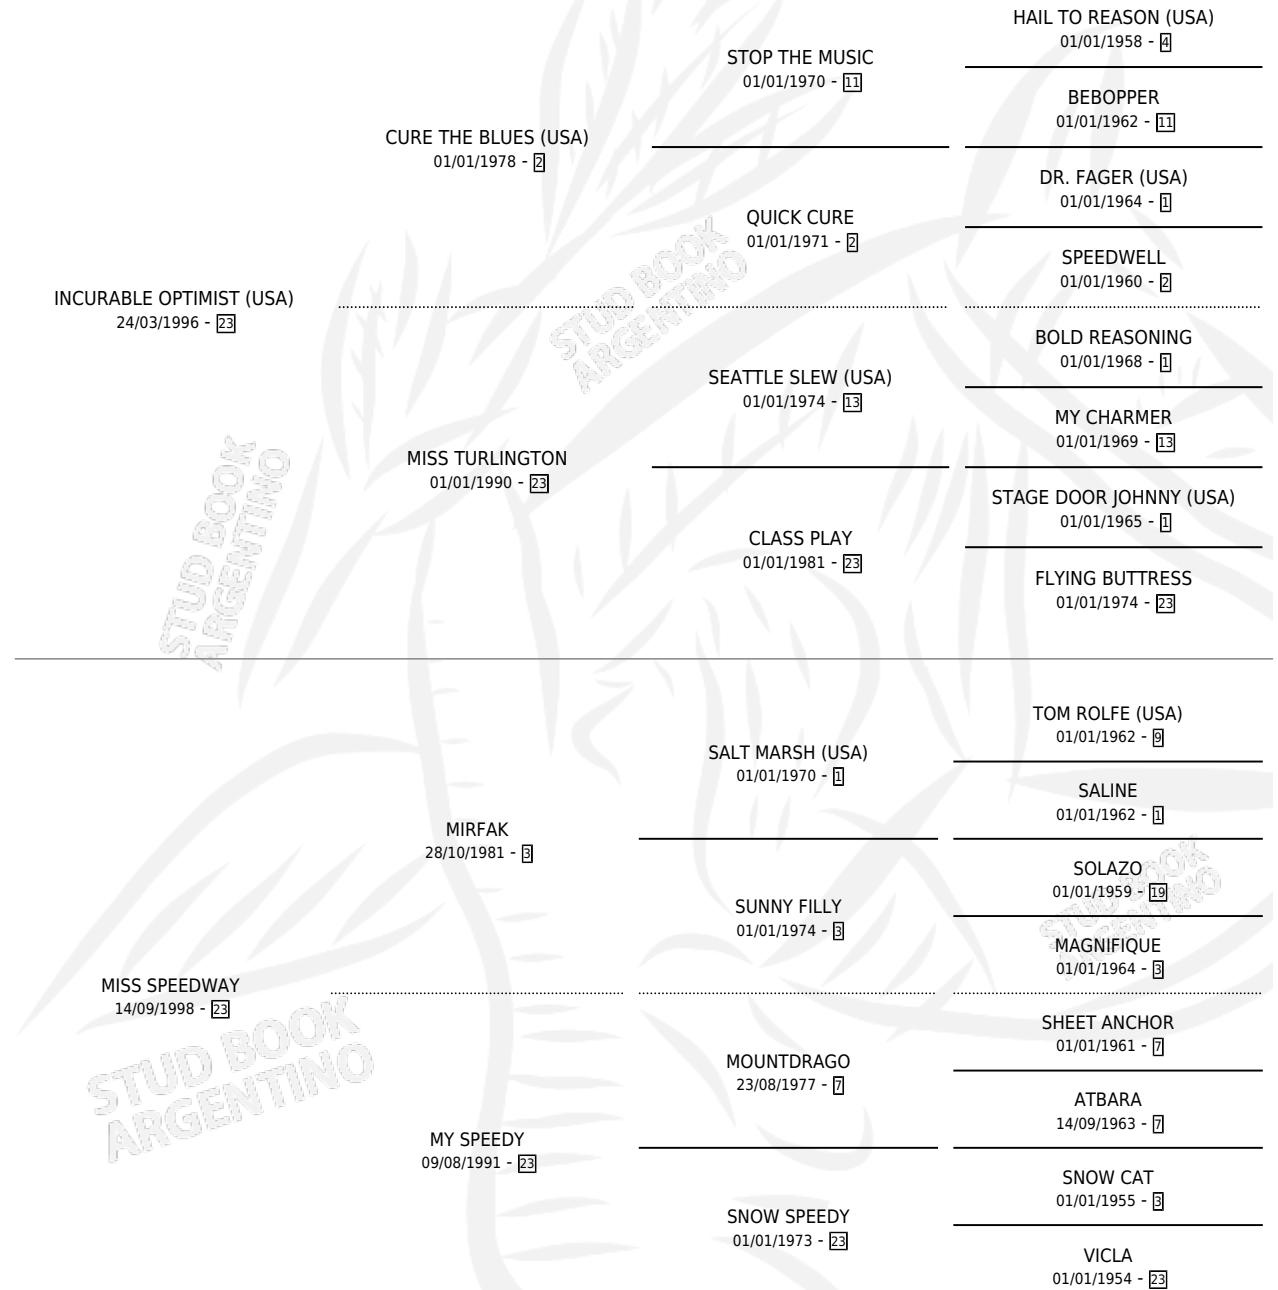 HAIL TO REASON (USA)
01/01/1958 - 4
STOP THE MUSIC
01/01/1970 - 11
BEBOPPER
01/01/1962 - 11
CURE THE BLUES (USA)
01/01/1978 - 2
DR. FAGER (USA)
01/01/1964 - 1
QUICK CURE
01/01/1971 - 2
SPEEDWELL
01/01/1960 - 2
INCURABLE OPTIMIST (USA)
24/03/1996 - 23
STUD BOOK
ARGENTINO
BOLD REASONING
01/01/1968 - 1
SEATTLE SLEW (USA)
01/01/1974 - 13
MY CHARMER
01/01/1969 - 13
MISS TURLINGTON
01/01/1990 - 23
STAGE DOOR JOHNNY (USA)
01/01/1965 - 1
CLASS PLAY
01/01/1981 - 23
FLYING BUTTRESS
01/01/1974 - 23
STUD BOOK
ARGENTINO
TOM ROLFE (USA)
01/01/1962 - 9
SALT MARSH (USA)
01/01/1970 - 1
SALINE
01/01/1962 - 1
MIRFAK
28/10/1981 - 3
SOLAZO
01/01/1959 - 19
SUNNY FILLY
01/01/1974 - 3
MAGNIFIQUE
01/01/1964 - 3
STUD BOOK
ARGENTINO
MISS SPEEDWAY
14/09/1998 - 23
SHEET ANCHOR
01/01/1961 - 7
MOUNTDRAGO
23/08/1977 - 7
ATBARA
14/09/1963 - 7
STUD BOOK
ARGENTINO
MY SPEEDY
09/08/1991 - 23
SNOW CAT
01/01/1955 - 3
SNOW SPEEDY
01/01/1973 - 23
VICLA
01/01/1954 - 23